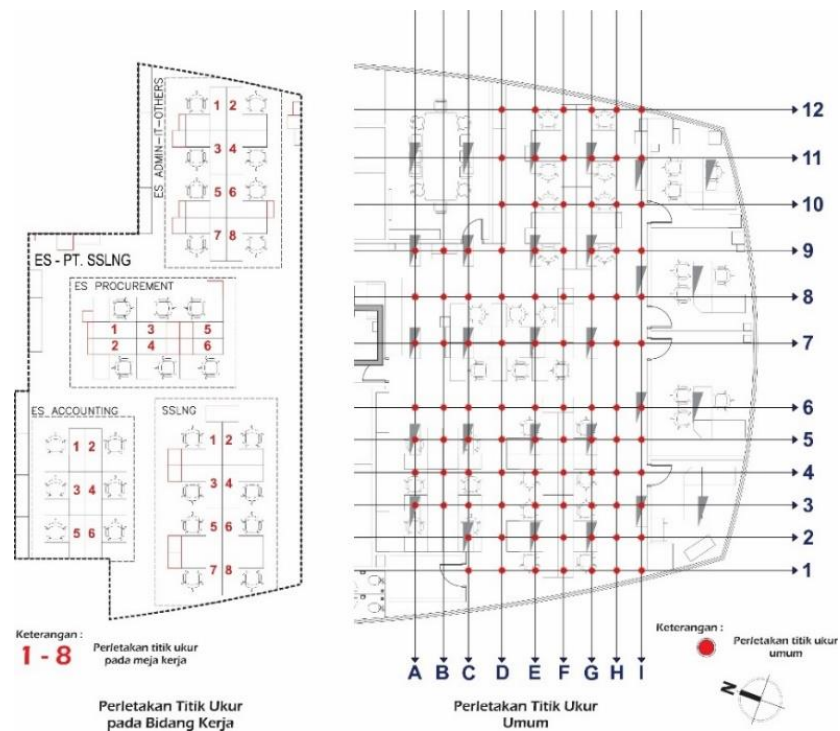 ES ADMIN-IT-OTHERS
1 2
3 4
5 6
7 8
ES - PT. SSLNG
ES PROCUREMENT
1 3 5
2 4 6
ES ACCOUNTING
1 2
3 4
5 6
SSLNG
1 2
3 4
5 6
7 8
Keterangan :
1 - 8
Perletakan titik ukur
pada meja kerja
Perletakan Titik Ukur
pada Bidang Kerja
12
11
10
9
8
7
6
5
4
3
2
1
A B C D E F G H I
Keterangan :
Perletakan titik ukur
umum
Perletakan Titik Ukur
Umum
N